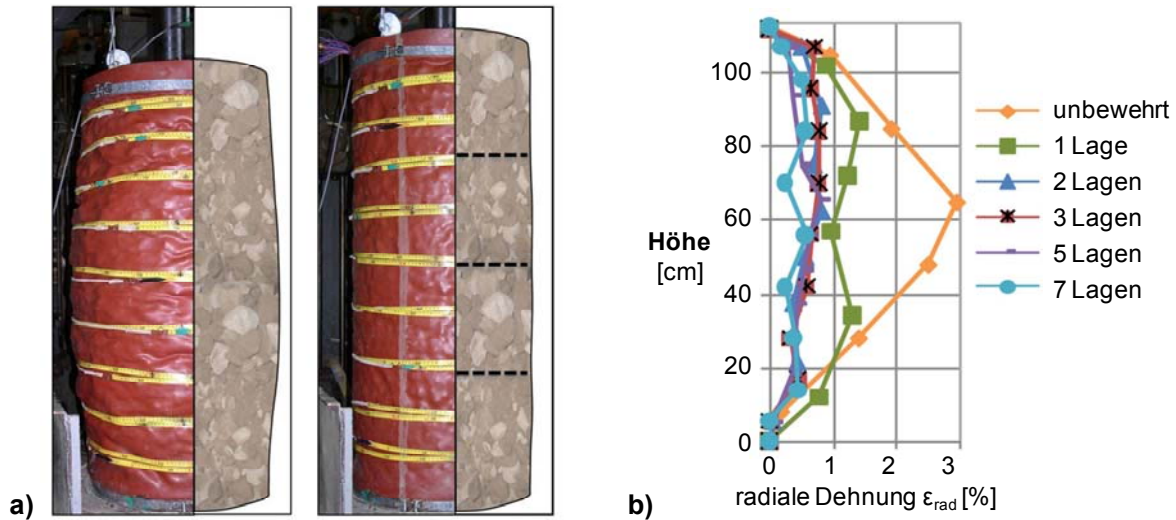 a)
b)
100
80
60
40
20
0
Höhe
[cm]
0 1 2 3
radiale Dehnung ε_rad [%]
unbewehrt
1 Lage
2 Lagen
3 Lagen
5 Lagen
7 Lagen